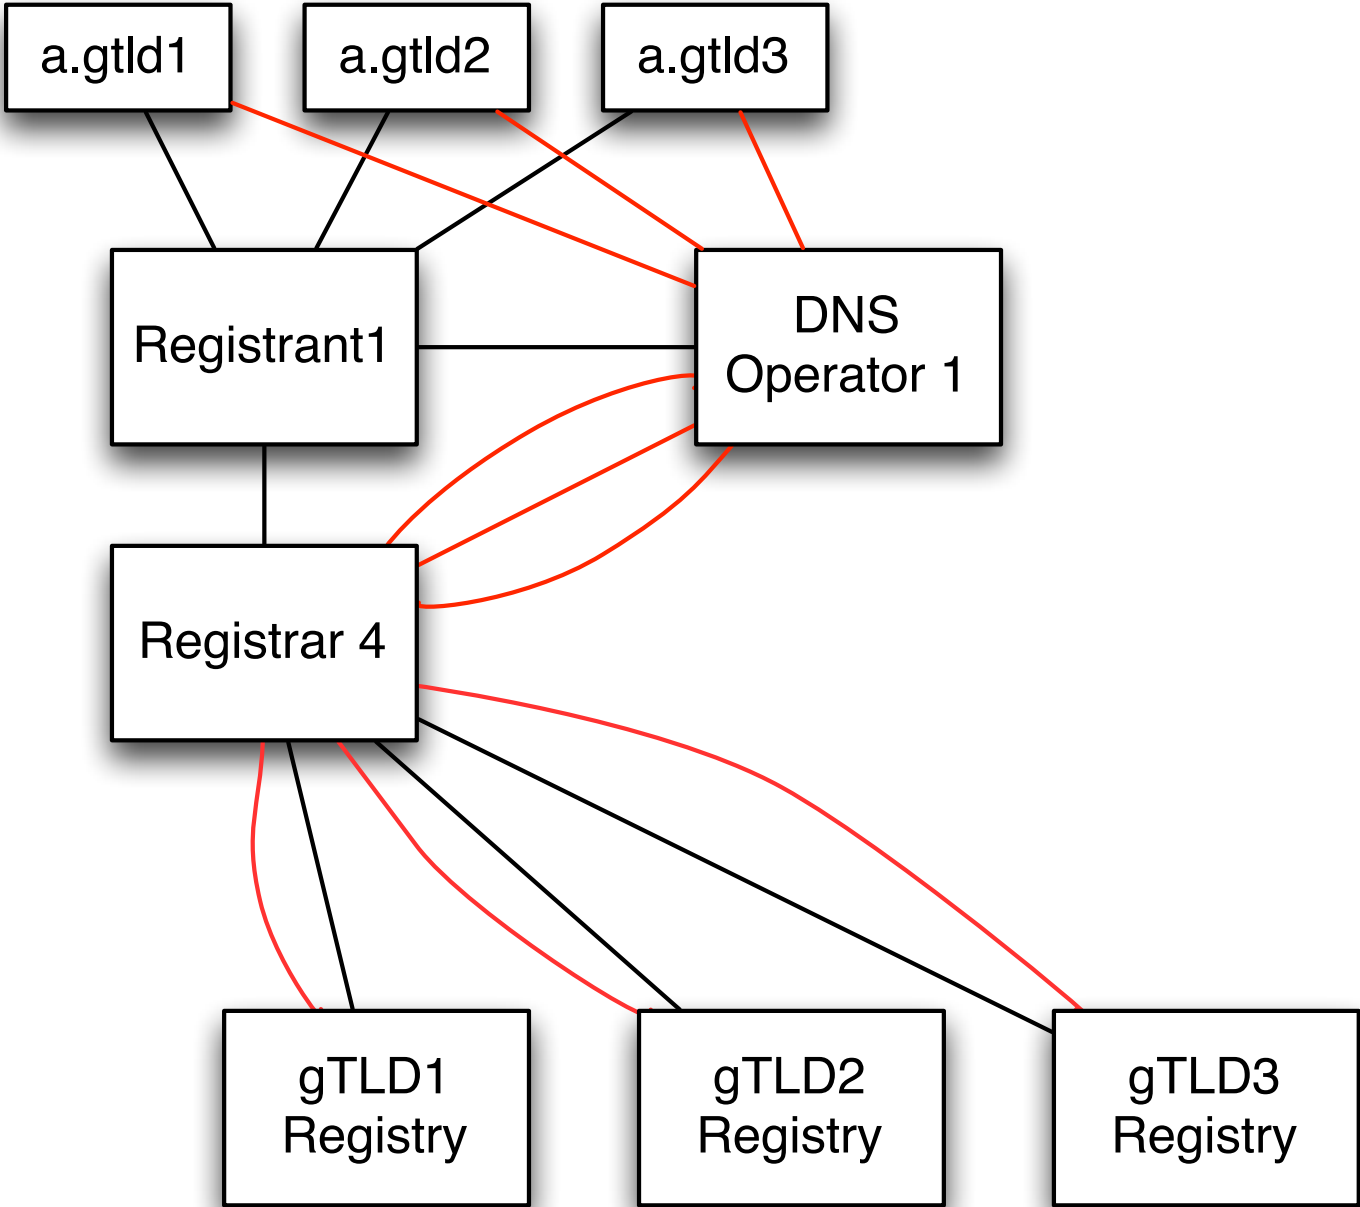 a.gtld1
a.gtld2
a.gtld3
Registrant1
DNS
Operator 1
Registrar 4
gTLD1
Registry
gTLD2
Registry
gTLD3
Registry